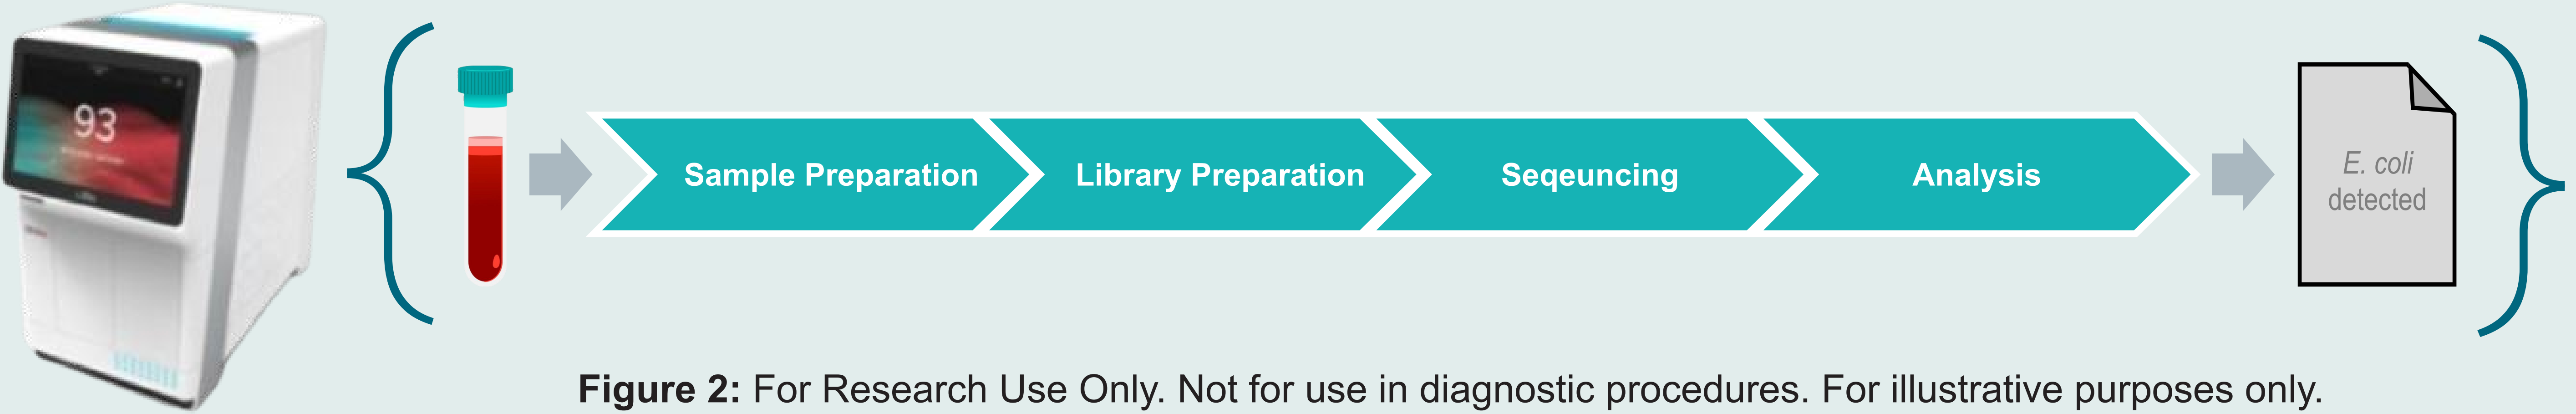 93
Sample Preparation
Library Preparation
Seqeuncing
Analysis
E. coli
detected
Figure 2: For Research Use Only. Not for use in diagnostic procedures. For illustrative purposes only.